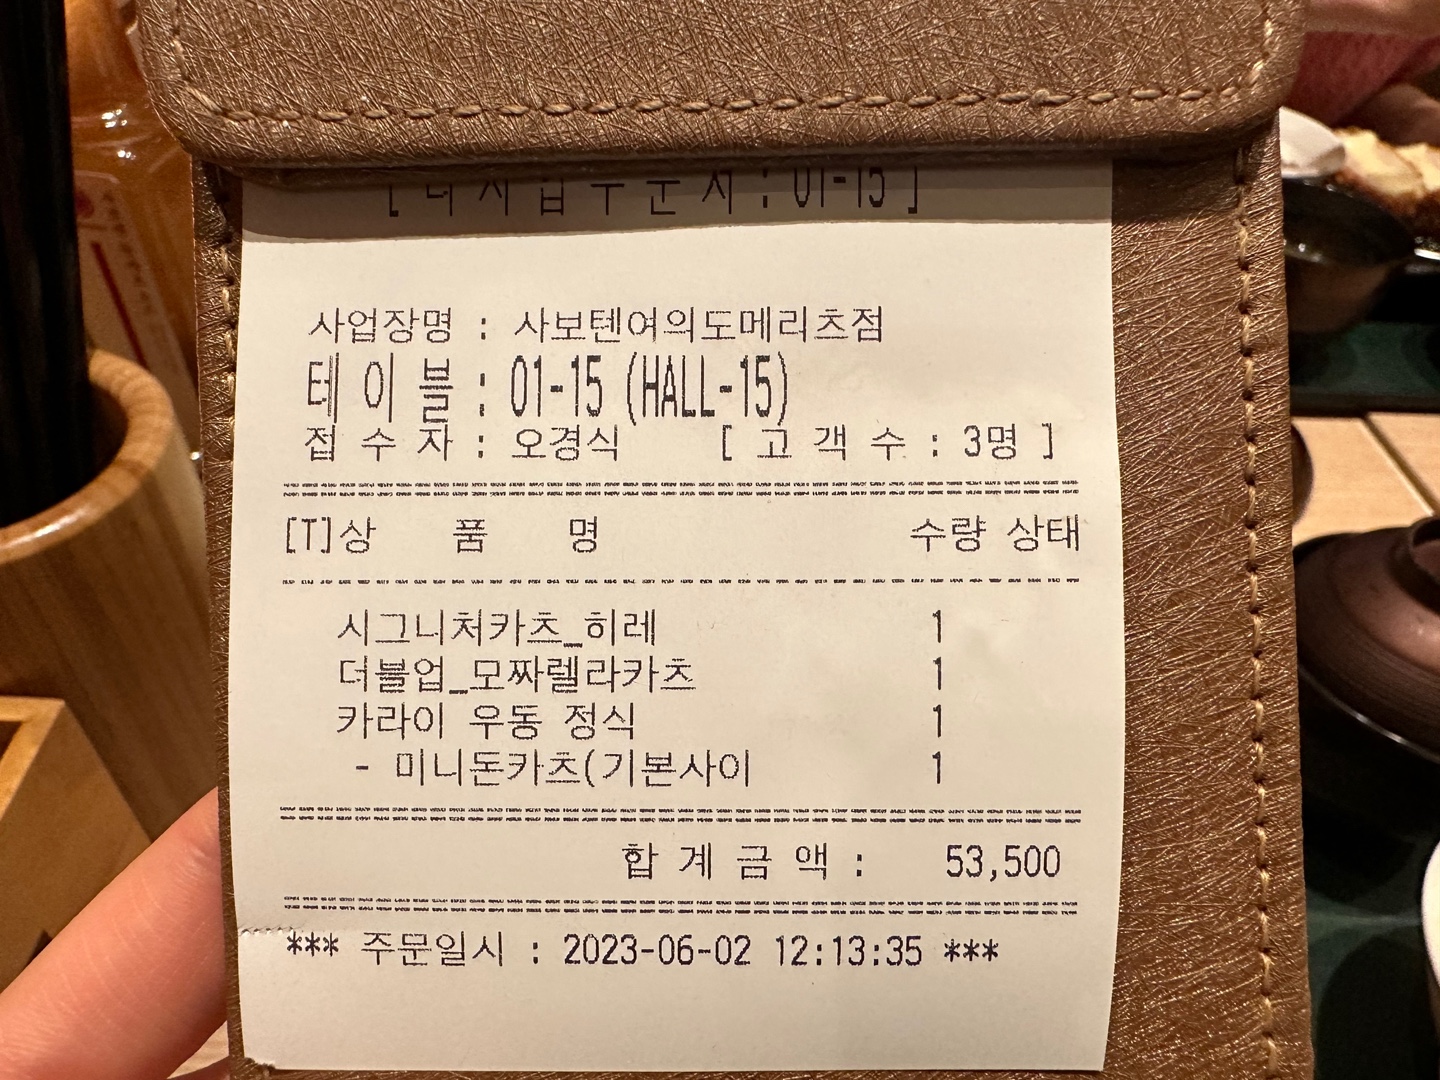 : 01-15 ]
사업장명 : 사보텐여의도메리츠점
테 이 블 : 01-15 (HALL-15)
접 수 자 : 오경식 [ 고 객 수 : 3명 ]
[T]상 품 명 수량 상태
시그니처카츠_히레 1
더블업_모짜렐라카츠 1
카라이 우동 정식 1
- 미니돈카츠(기본사이 1
합 계 금 액 : 53,500
*** 주문일시 : 2023-06-02 12:13:35 ***